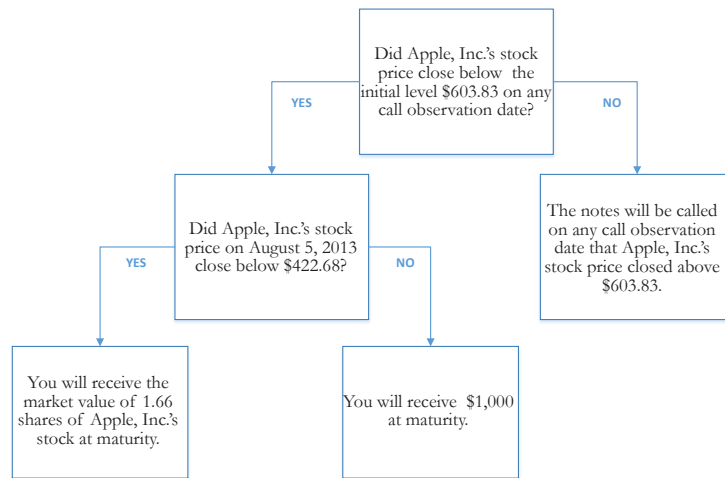 Did Apple, Inc.'s stock
price close below the
initial level $603.83 on any
call observation date?
YES
NO
Did Apple, Inc.'s stock
price on August 5, 2013
close below $422.68?
The notes will be called
on any call observation
date that Apple, Inc.'s
stock price closed above
$603.83.
YES
NO
You will receive the
market value of 1.66
shares of Apple, Inc.'s
stock at maturity.
You will receive $1,000
at maturity.